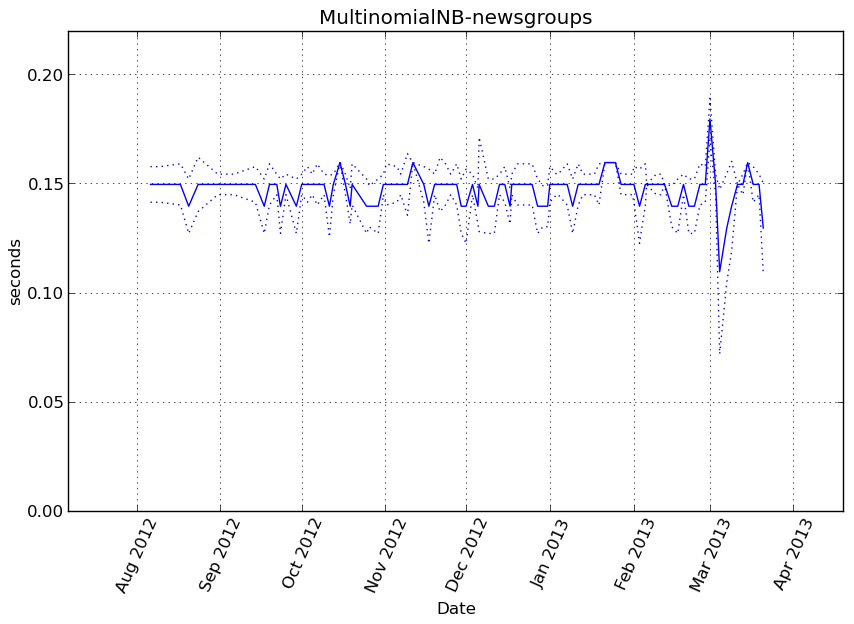 MultinomialNB-newsgroups
0.20
0.15
0.10
0.05
0.00
seconds
Aug 2012
Sep 2012
Oct 2012
Nov 2012
Dec 2012
Jan 2013
Feb 2013
Mar 2013
Apr 2013
Date